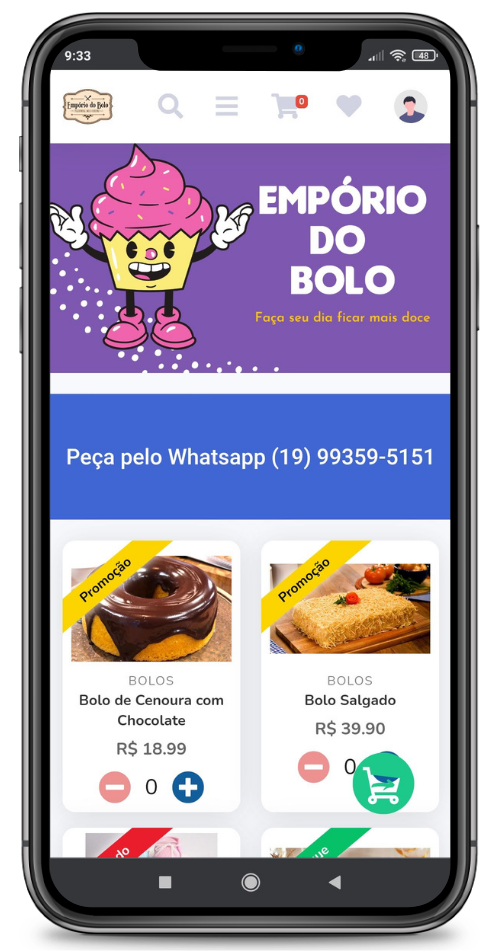 9:33
48
Empório do Bolo
0
EMPÓRIO
DO
BOLO
Faça seu dia ficar mais doce
Peça pelo Whatsapp (19) 99359-5151
Promoção
Promoção
BOLOS
Bolo de Cenoura com
Chocolate
R$ 18.99
0
BOLOS
Bolo Salgado
R$ 39.90
0